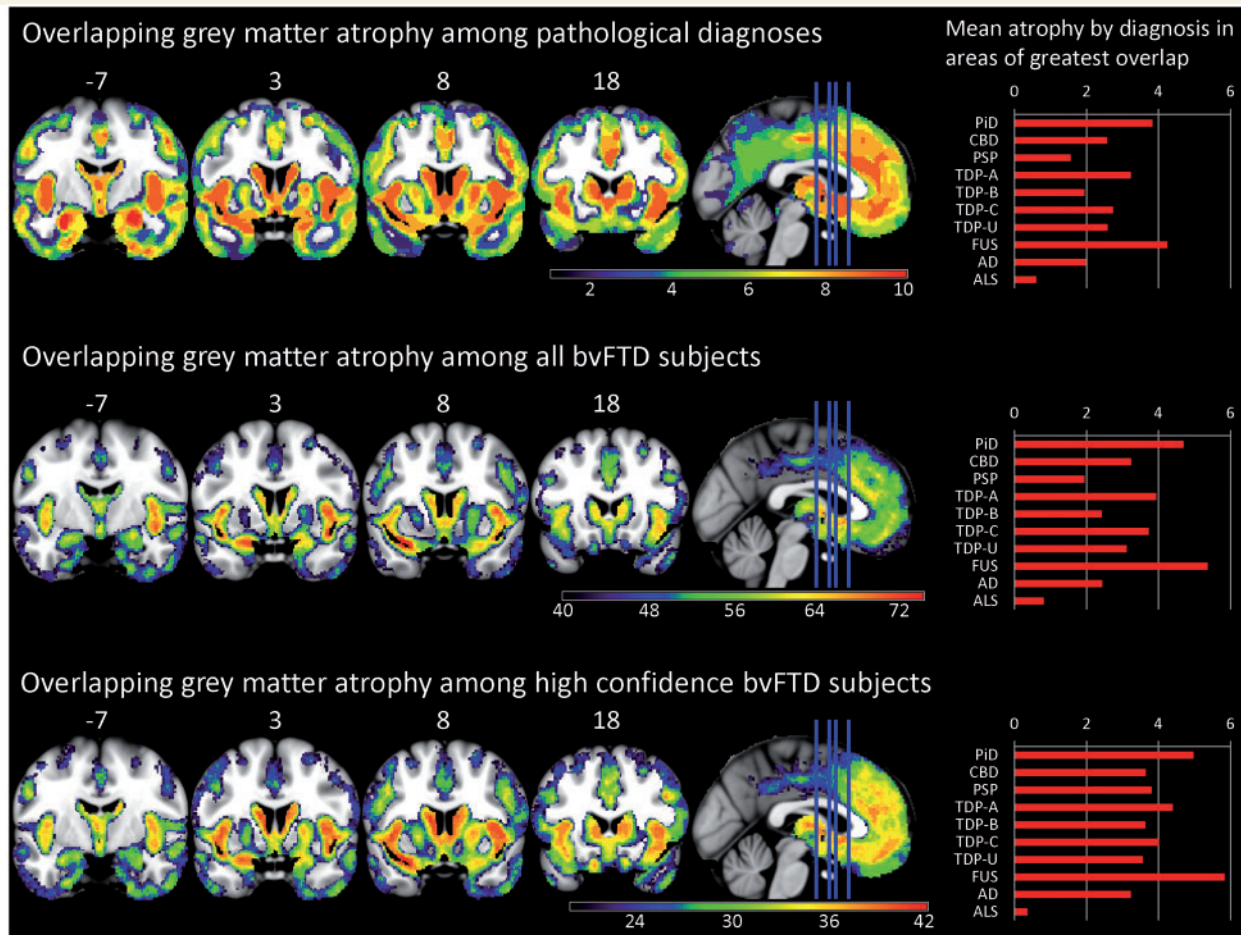 Overlapping grey matter atrophy among pathological diagnoses
Mean atrophy by diagnosis in
areas of greatest overlap
-7 3 8 18
0 2 4 6
PiD
CBD
PSP
TDP-A
TDP-B
TDP-C
TDP-U
FUS
AD
ALS
2 4 6 8 10
Overlapping grey matter atrophy among all bvFTD subjects
-7 3 8 18
0 2 4 6
PiD
CBD
PSP
TDP-A
TDP-B
TDP-C
TDP-U
FUS
AD
ALS
40 48 56 64 72
Overlapping grey matter atrophy among high confidence bvFTD subjects
-7 3 8 18
0 2 4 6
PiD
CBD
PSP
TDP-A
TDP-B
TDP-C
TDP-U
FUS
AD
ALS
24 30 36 42